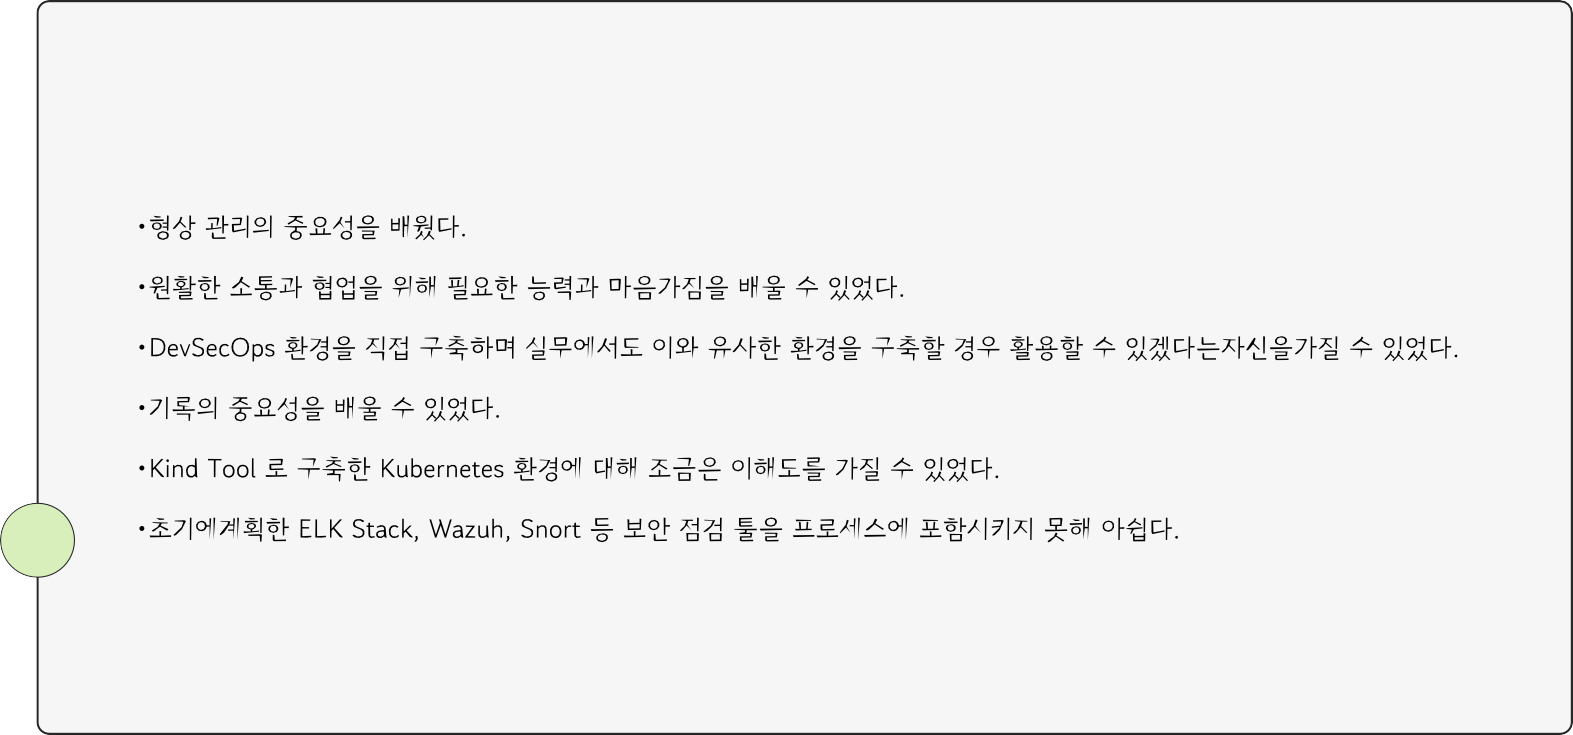 •형상 관리의 중요성을 배웠다.
•원활한 소통과 협업을 위해 필요한 능력과 마음가짐을 배울 수 있었다.
•DevSecOps 환경을 직접 구축하며 실무에서도 이와 유사한 환경을 구축할 경우 활용할 수 있겠다는자신을가질 수 있었다.
•기록의 중요성을 배울 수 있었다.
•Kind Tool 로 구축한 Kubernetes 환경에 대해 조금은 이해도를 가질 수 있었다.
•초기에계획한 ELK Stack, Wazuh, Snort 등 보안 점검 툴을 프로세스에 포함시키지 못해 아쉽다.